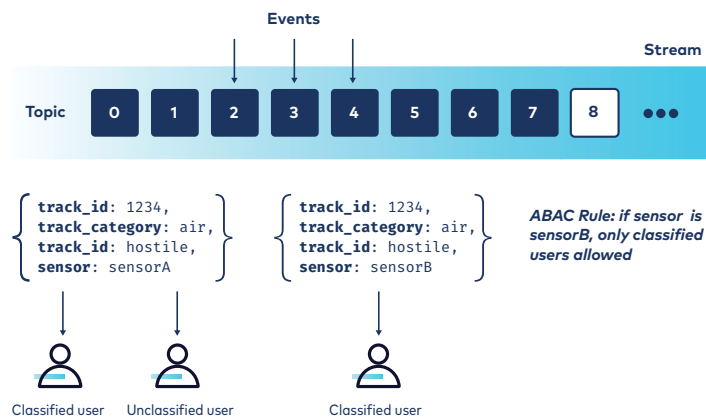 Events
Stream
Topic 0 1 2 3 4 5 6 7 8 •••
{ track_id: 1234,
track_category: air,
track_id: hostile,
sensor: sensorA }
{ track_id: 1234,
track_category: air,
track_id: hostile,
sensor: sensorB }
ABAC Rule: if sensor is
sensorB, only classified
users allowed
Classified user
Unclassified user
Classified user